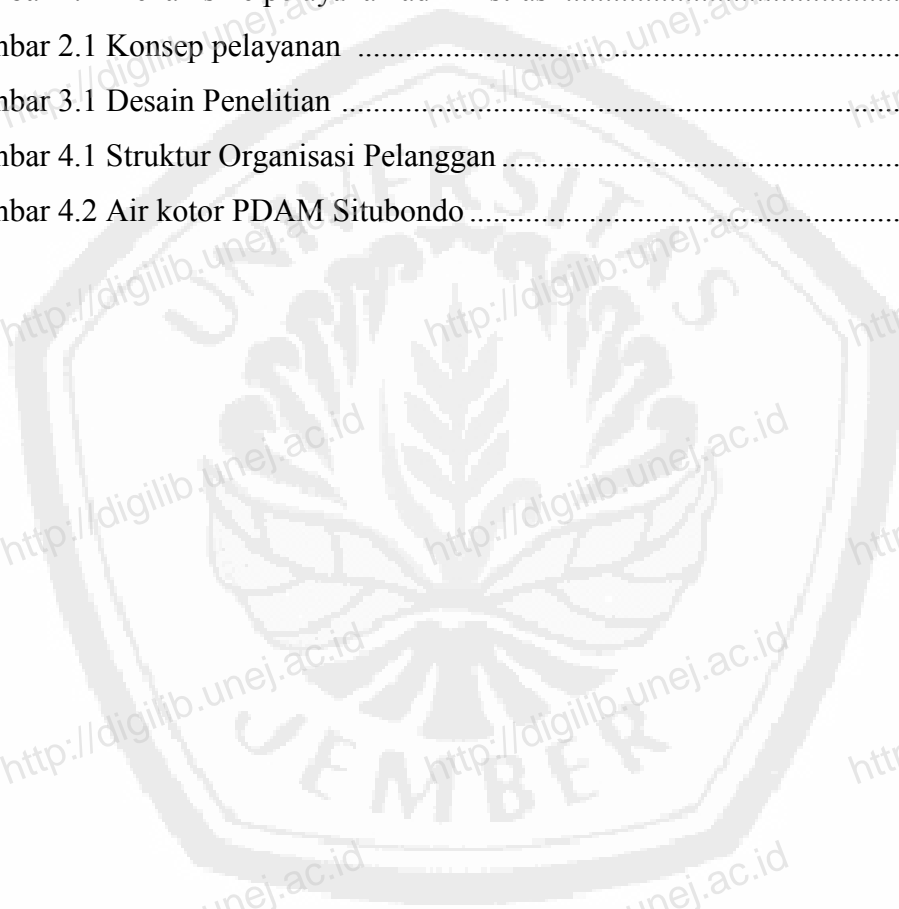 mbar 2.1 Konsep pelayanan ....................................................................
mbar 3.1 Desain Penelitian ......................................................................
mbar 4.1 Struktur Organisasi Pelanggan ..................................................
mbar 4.2 Air kotor PDAM Situbondo ......................................................
UNIVERSITAS
JEMBER
http://digilib.unej.ac.id
http://digilib.unej.ac.id
http://digilib.unej.ac.id
http://digilib.unej.ac.id
http://digilib.unej.ac.id
http://digilib.unej.ac.id
http://digilib.unej.ac.id
http://digilib.unej.ac.id